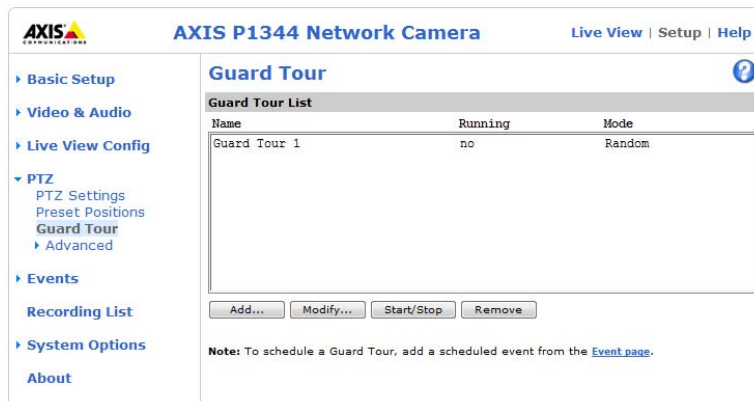 AXIS
COMMUNICATIONS
AXIS P1344 Network Camera
Live View | Setup | Help
Basic Setup
Video & Audio
Live View Config
PTZ
PTZ Settings
Preset Positions
Guard Tour
Advanced
Events
Recording List
System Options
About
Guard Tour
?
Guard Tour List
Name Running Mode
Guard Tour 1 no Random
Add... Modify... Start/Stop Remove
Note: To schedule a Guard Tour, add a scheduled event from the Event page.